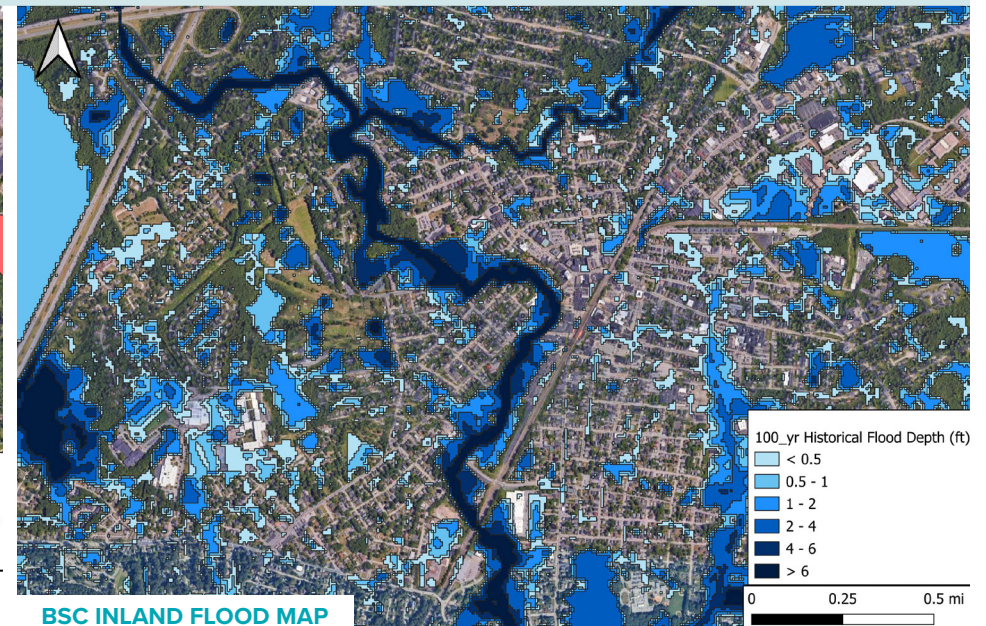 100_yr Historical Flood Depth (ft)
< 0.5
0.5 - 1
1 - 2
2 - 4
4 - 6
> 6
BSC INLAND FLOOD MAP
0 0.25 0.5 mi